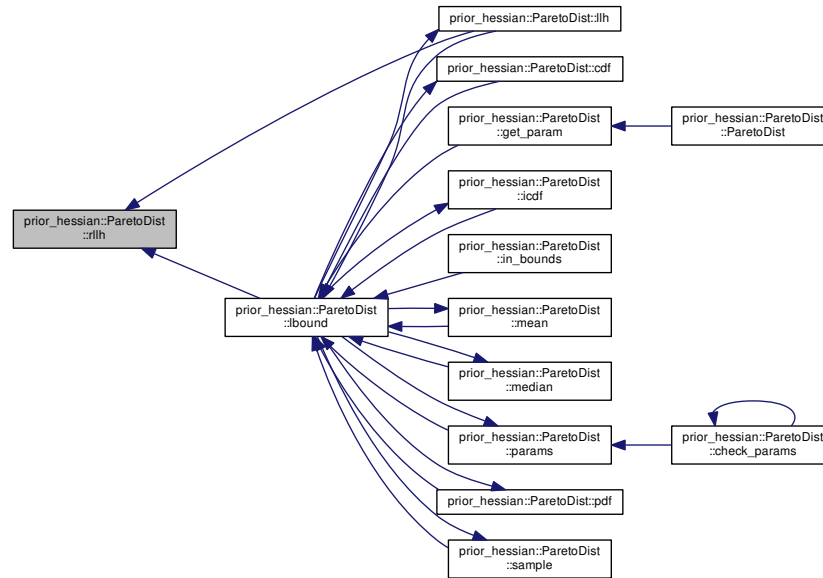 prior_hessian::ParetoDist
::rllh
prior_hessian::ParetoDist
::lbound
prior_hessian::ParetoDist::llh
prior_hessian::ParetoDist::cdf
prior_hessian::ParetoDist
::get_param
prior_hessian::ParetoDist
::icdf
prior_hessian::ParetoDist
::in_bounds
prior_hessian::ParetoDist
::mean
prior_hessian::ParetoDist
::median
prior_hessian::ParetoDist
::params
prior_hessian::ParetoDist::pdf
prior_hessian::ParetoDist
::sample
prior_hessian::ParetoDist
::ParetoDist
prior_hessian::ParetoDist
::check_params